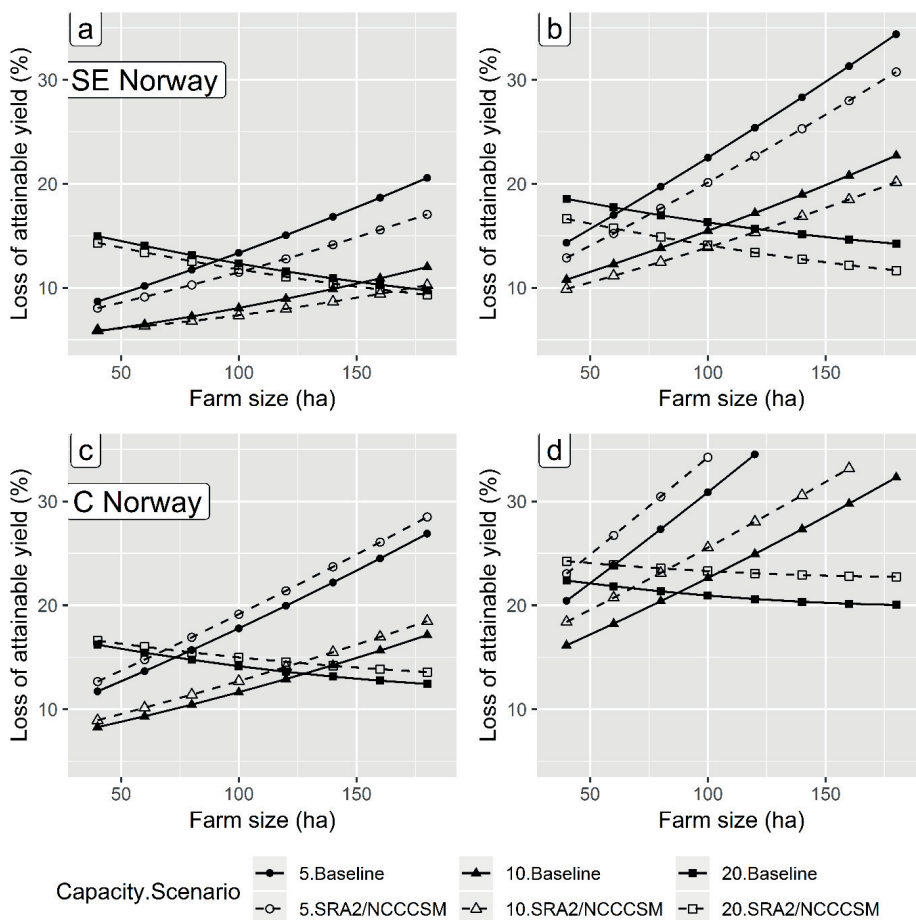 a
SE Norway
Loss of attainable yield (%)
30
20
10
50
100
150
Farm size (ha)
b
Loss of attainable yield (%)
30
20
10
50
100
150
Farm size (ha)
c
C Norway
Loss of attainable yield (%)
30
20
10
50
100
150
Farm size (ha)
d
Loss of attainable yield (%)
30
20
10
50
100
150
Farm size (ha)
Capacity.Scenario
5.Baseline
10.Baseline
20.Baseline
5.SRA2/NCCCSM
10.SRA2/NCCCSM
20.SRA2/NCCCSM